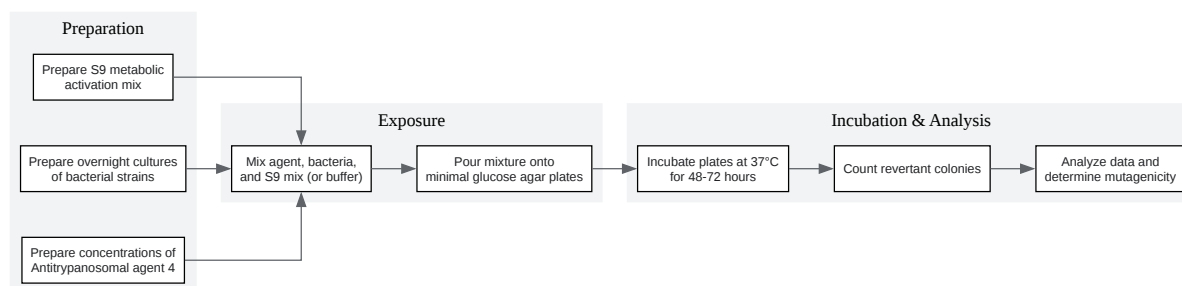 Preparation
Prepare S9 metabolic
activation mix
Prepare overnight cultures
of bacterial strains
Prepare concentrations of
Antitrypanosomal agent 4
Exposure
Mix agent, bacteria,
and S9 mix (or buffer)
Pour mixture onto
minimal glucose agar plates
Incubation & Analysis
Incubate plates at 37°C
for 48-72 hours
Count revertant colonies
Analyze data and
determine mutagenicity